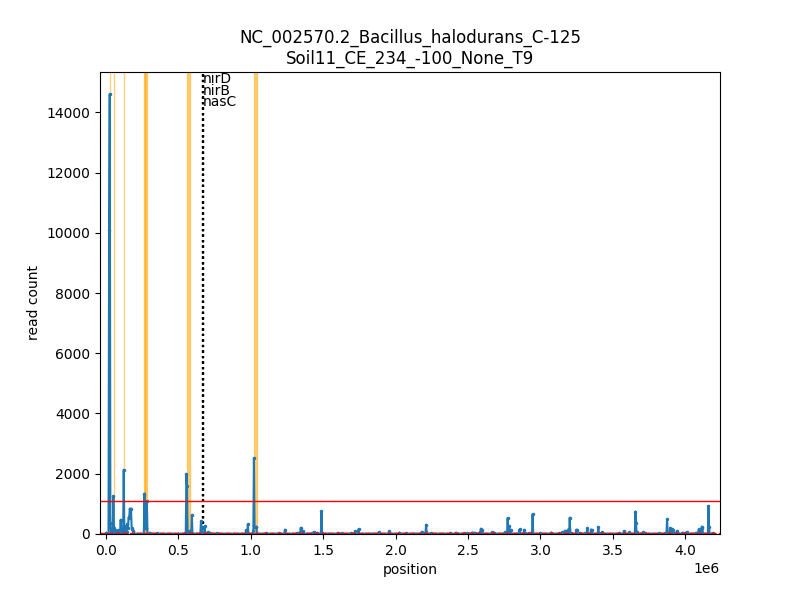 NC_002570.2_Bacillus_halodurans_C-125
Soil11_CE_234_-100_None_T9
nirD
nirB
nasC
14000
12000
10000
8000
6000
4000
2000
0
read count
0.0 0.5 1.0 1.5 2.0 2.5 3.0 3.5 4.0
1e6
position